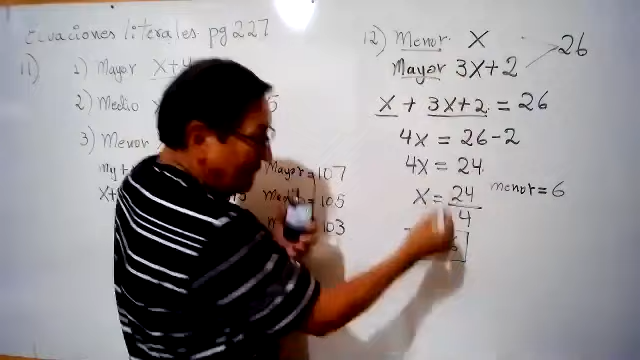 Ecuaciones literales pg 227
11) 1) Mayor X+4
2) Medio
3) Menor
Mayor = 107
= 105
103
12) Menor X
Mayor 3X+2
26
X + 3X+2 = 26
4X = 26-2
4X = 24
X = 24
4
menor = 6